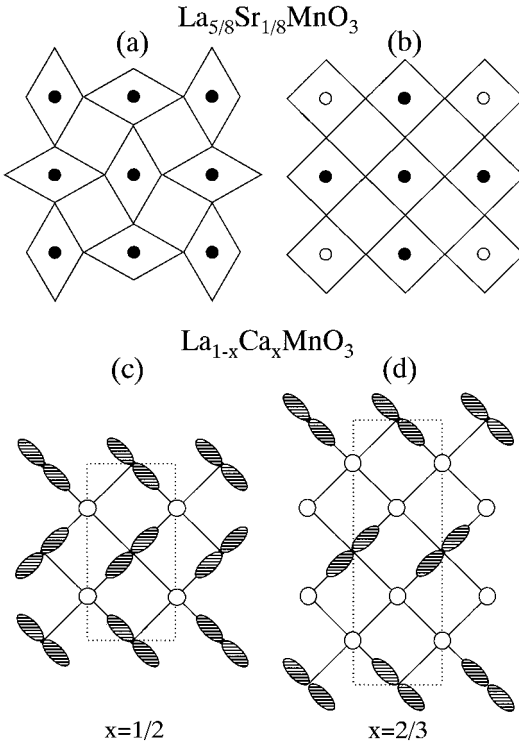 La5/8Sr1/8MnO3
(a) (b)
La1-xCaxMnO3
(c) (d)
x=1/2 x=2/3